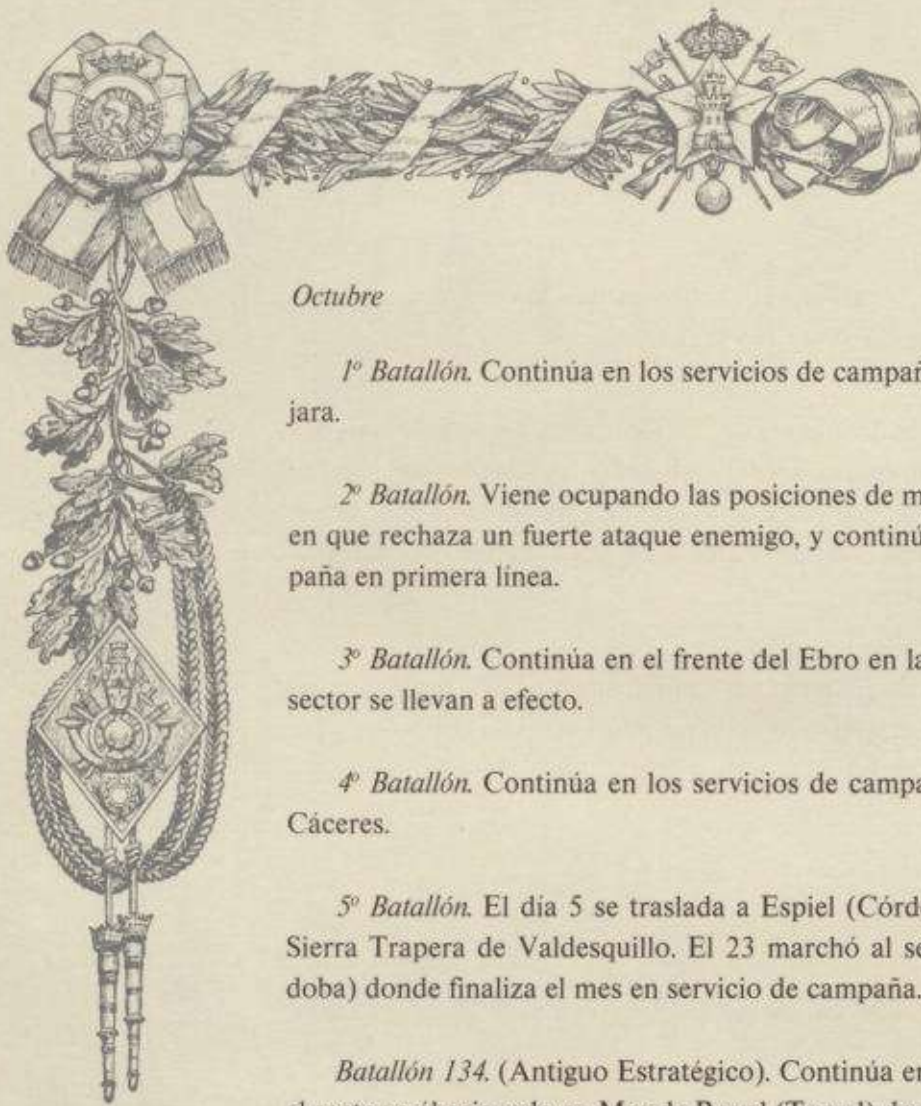 Octubre
1º Batallón. Continúa en los servicios de campañ
jara.
2º Batallón. Viene ocupando las posiciones de m
en que rechaza un fuerte ataque enemigo, y continú
paña en primera línea.
3º Batallón. Continúa en el frente del Ebro en la
sector se llevan a efecto.
4º Batallón. Continúa en los servicios de campa
Cáceres.
5º Batallón. El día 5 se traslada a Espiel (Córd
Sierra Trapera de Valdesquillo. El 23 marchó al se
doba) donde finaliza el mes en servicio de campaña.
Batallón 134. (Antiguo Estratégico). Continúa en